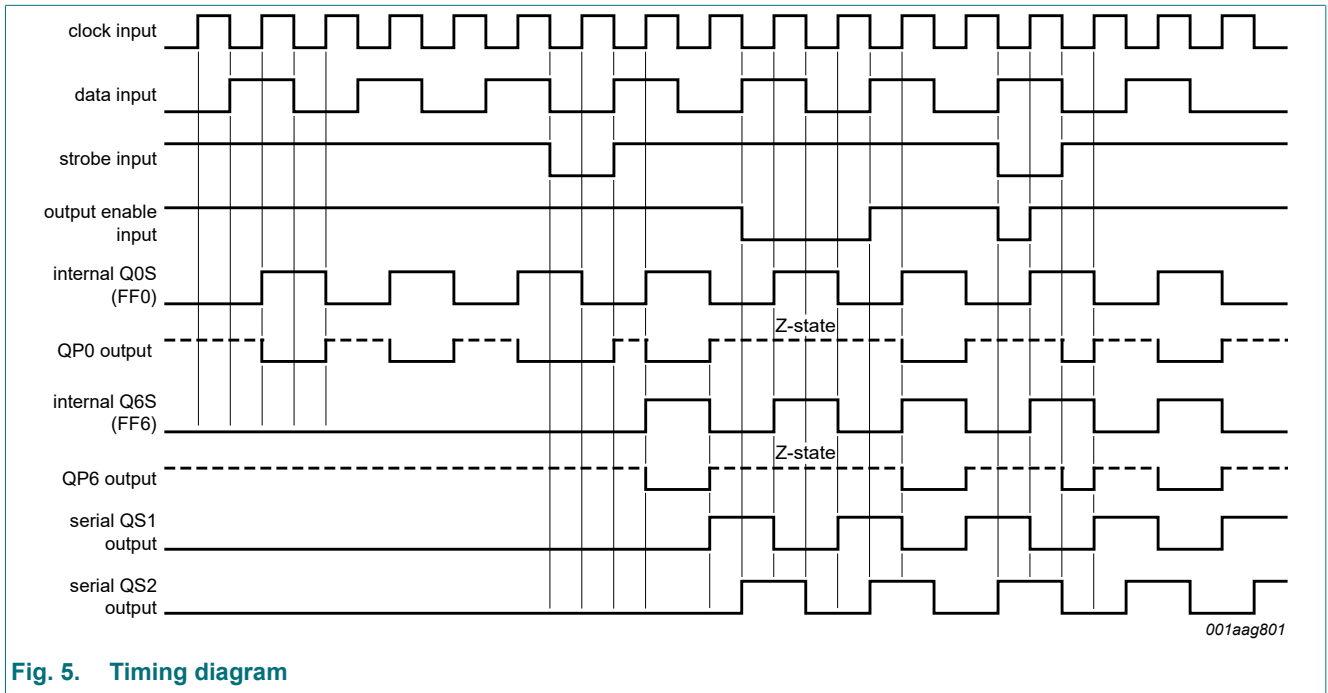 clock input
data input
strobe input
output enable
input
internal Q0S
(FF0)
Z-state
QP0 output
internal Q6S
(FF6)
Z-state
QP6 output
serial QS1
output
serial QS2
output
001aag801
Fig. 5. Timing diagram